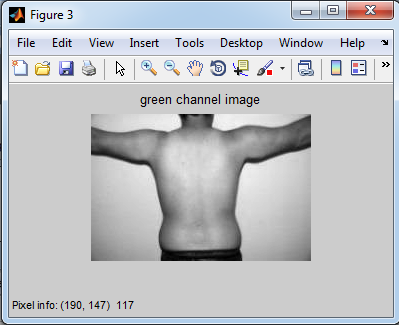 Figure 3
File Edit View Insert Tools Desktop Window Help
green channel image
Pixel info: (190, 147) 117